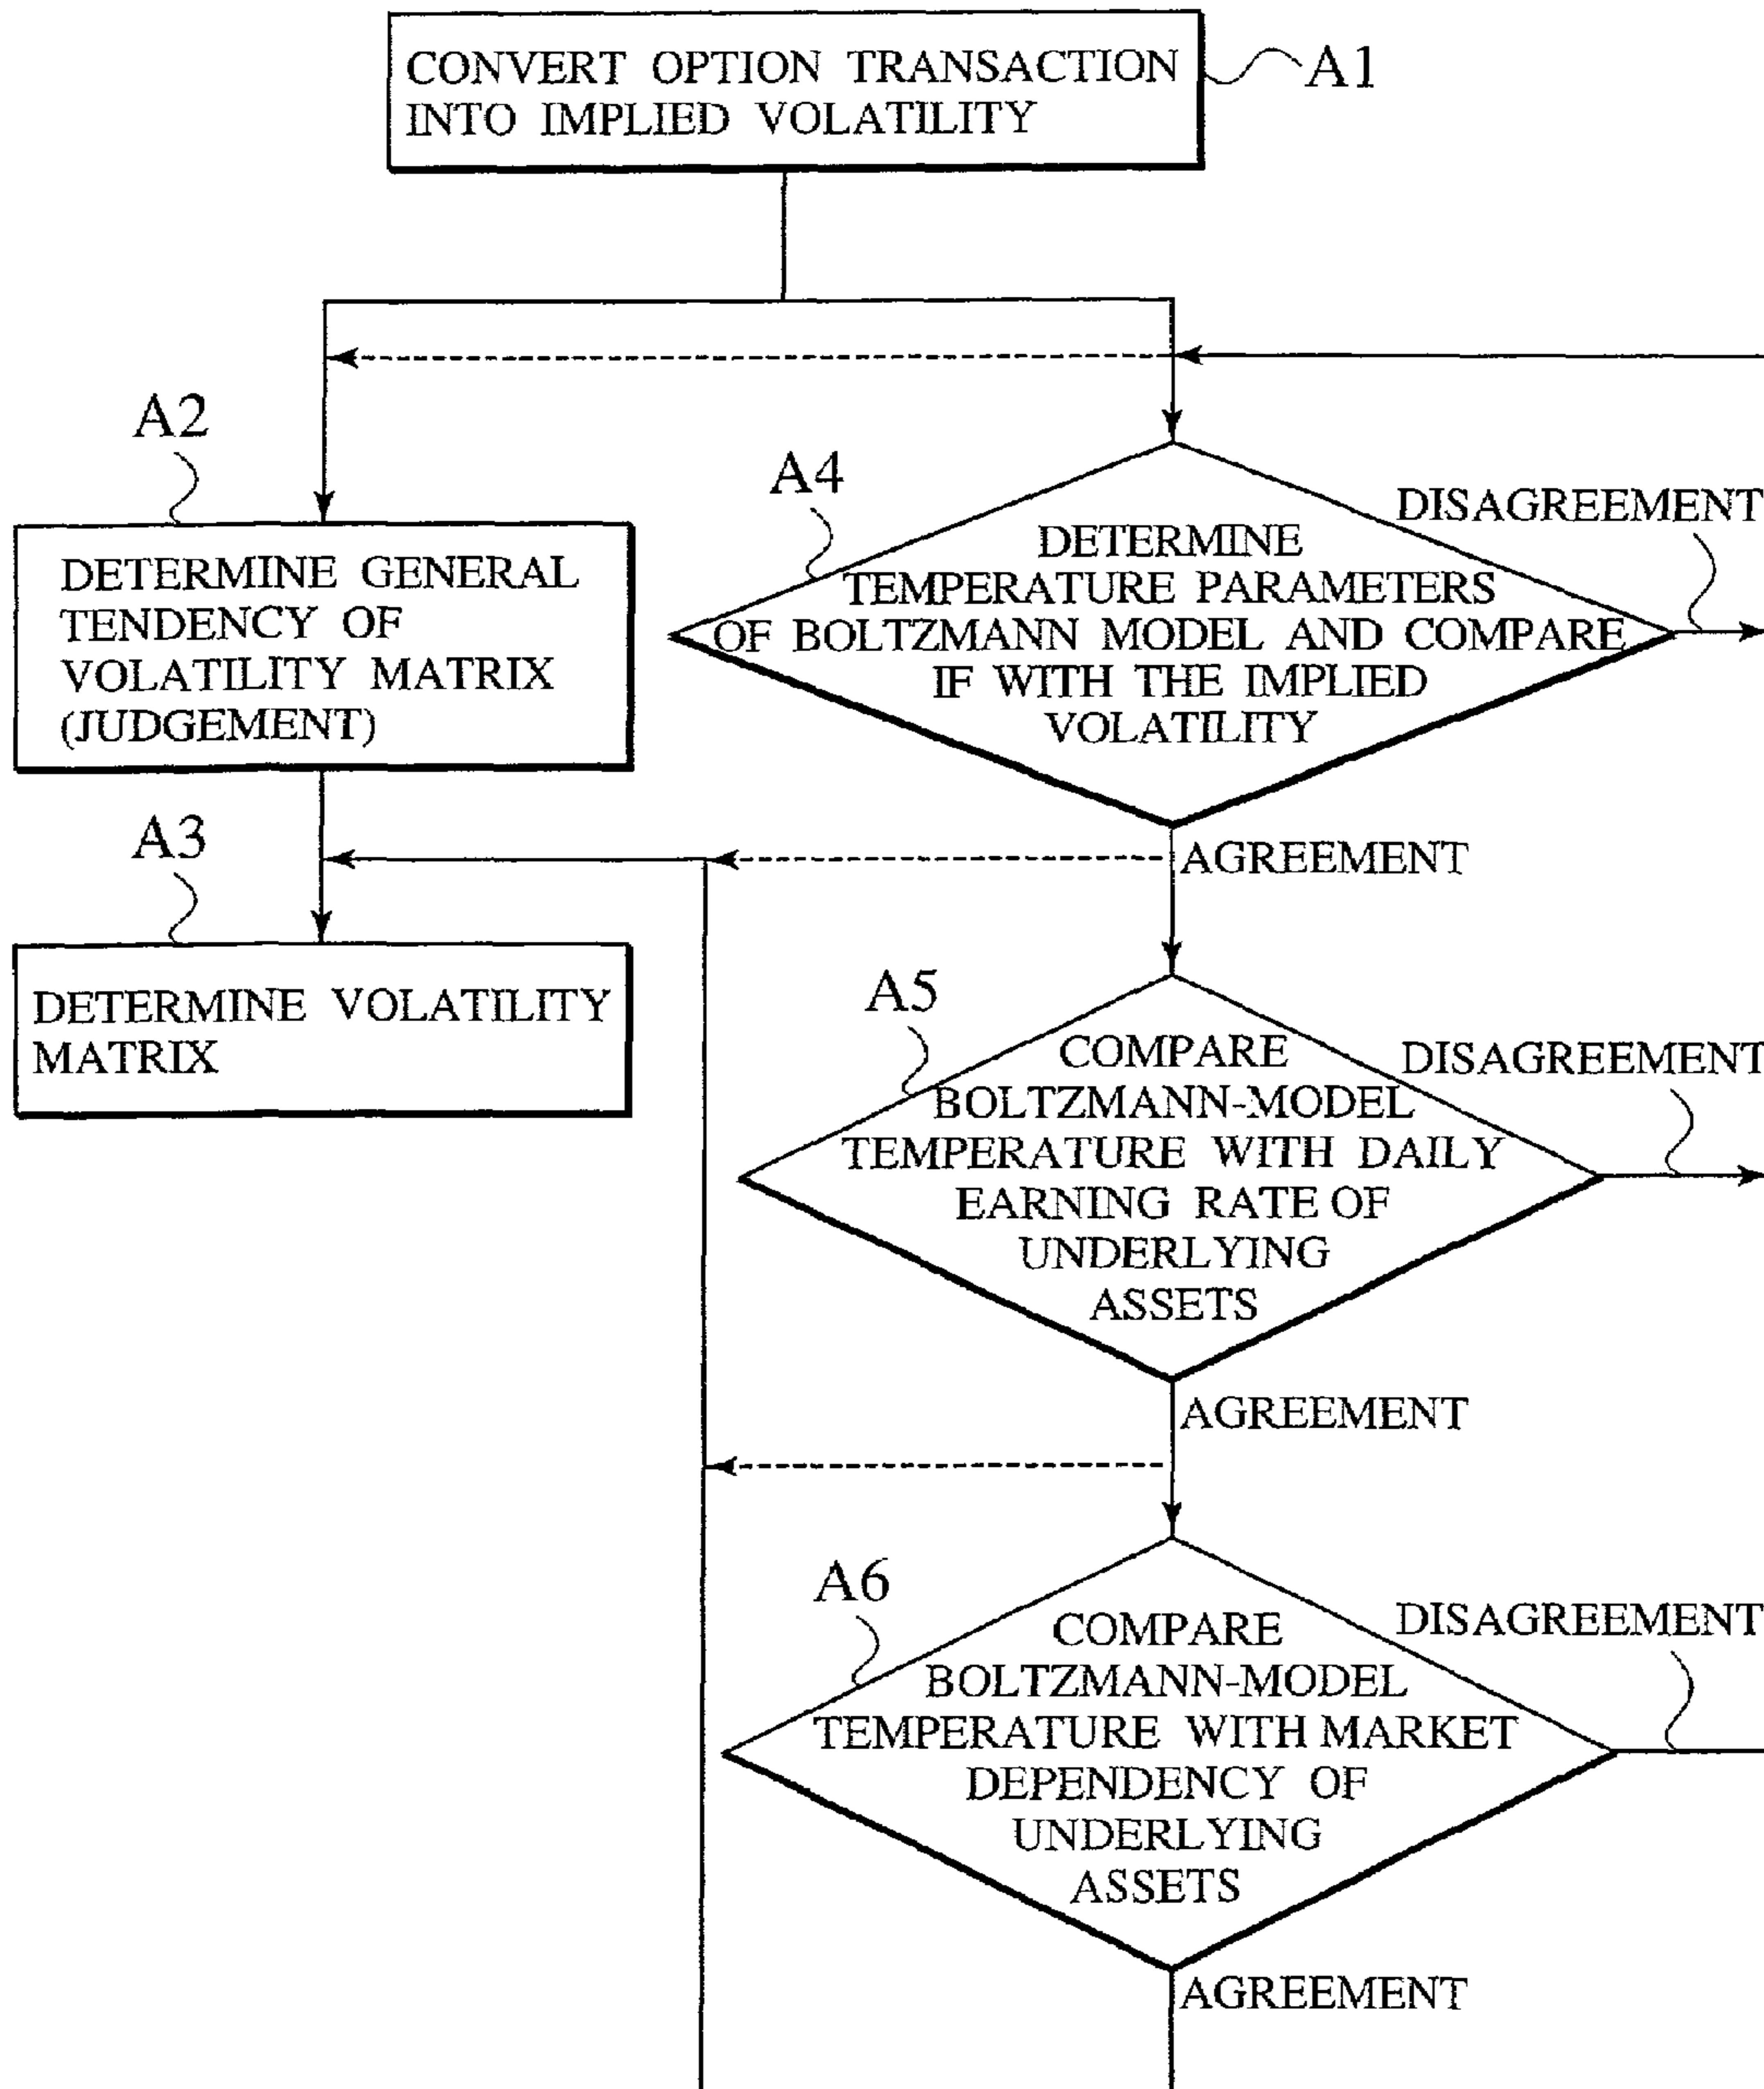 CONVERT OPTION TRANSACTION
INTO IMPLIED VOLATILITY
A1
A2
DETERMINE GENERAL
TENDENCY OF
VOLATILITY MATRIX
(JUDGEMENT)
A3
DETERMINE VOLATILITY
MATRIX
A4
DETERMINE
TEMPERATURE PARAMETERS
OF BOLTZMANN MODEL AND COMPARE
IF WITH THE IMPLIED
VOLATILITY
DISAGREEMENT
AGREEMENT
A5
COMPARE
BOLTZMANN-MODEL
TEMPERATURE WITH DAILY
EARNING RATE OF
UNDERLYING
ASSETS
DISAGREEMENT
AGREEMENT
A6
COMPARE
BOLTZMANN-MODEL
TEMPERATURE WITH MARKET
DEPENDENCY OF
UNDERLYING
ASSETS
DISAGREEMENT
AGREEMENT